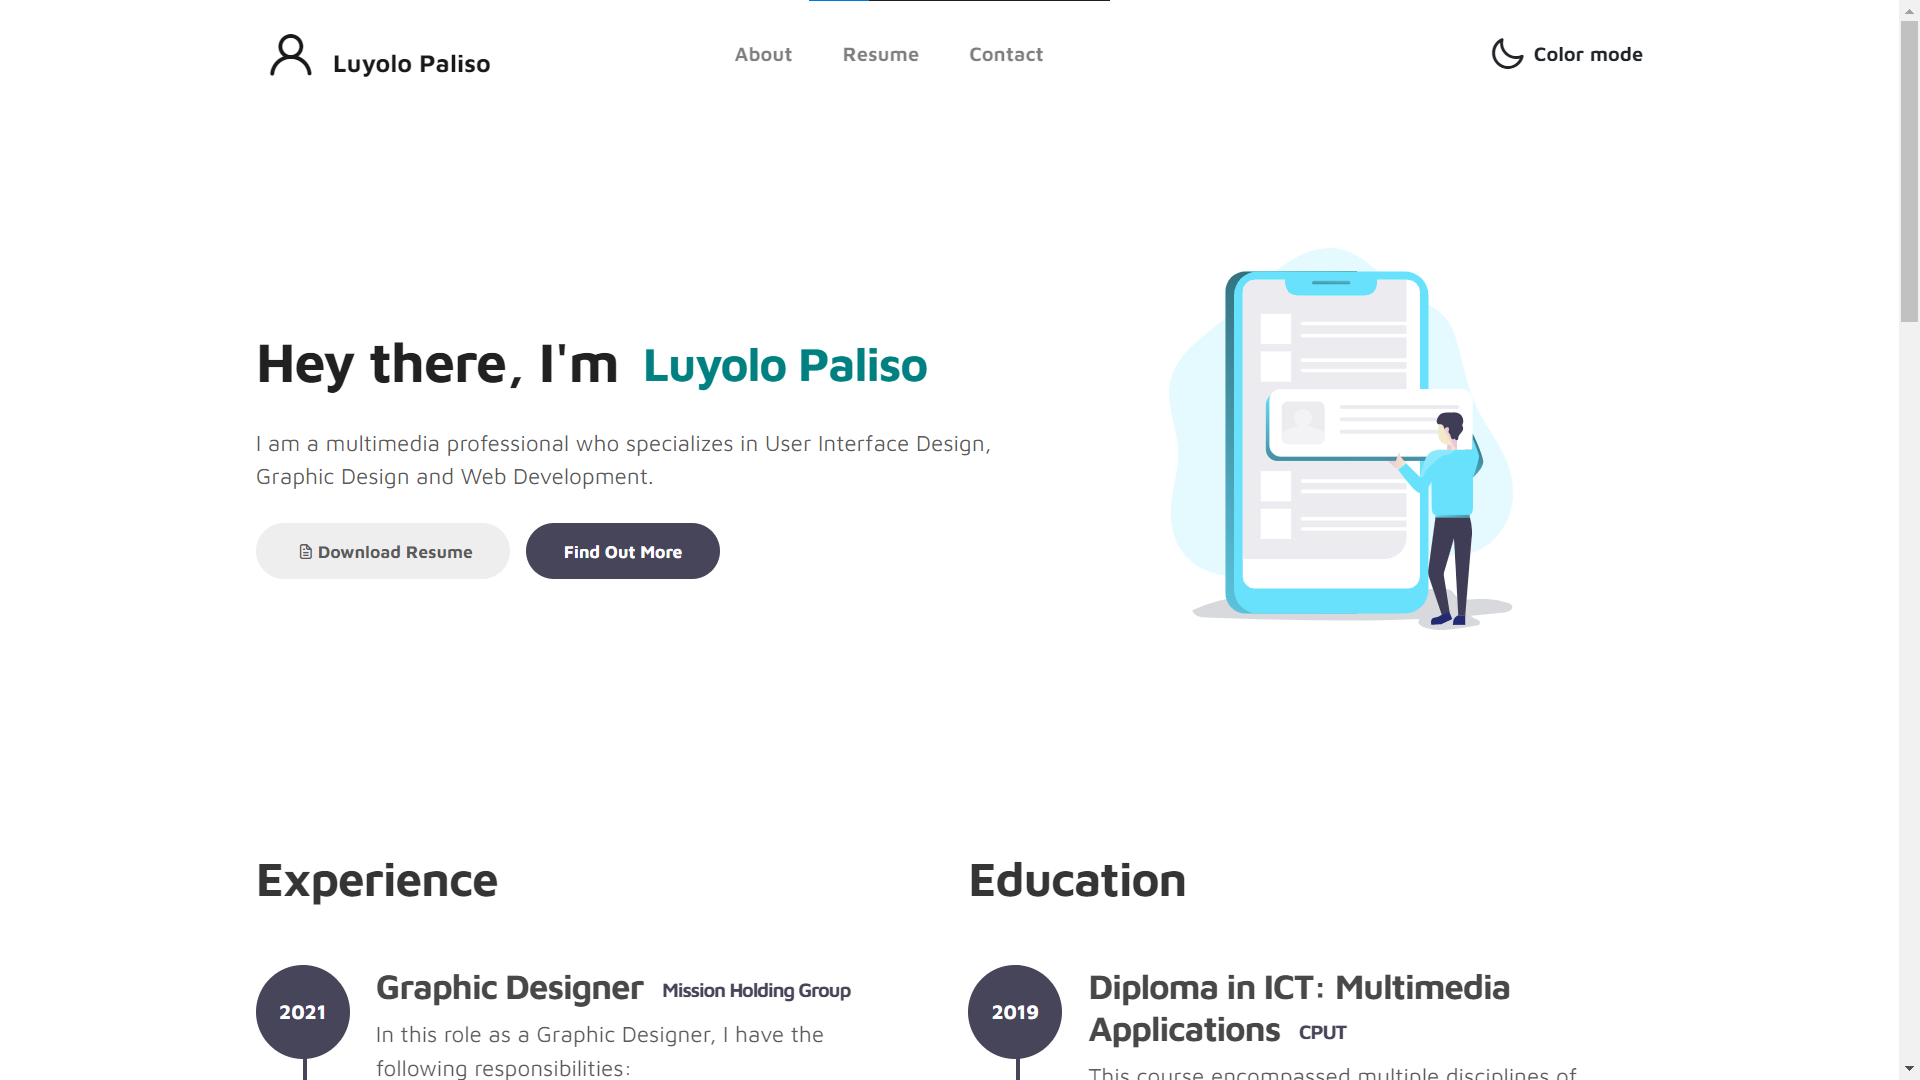 Luyolo Paliso
About Resume Contact
Color mode
Hey there, I'm Luyolo Paliso
I am a multimedia professional who specializes in User Interface Design,
Graphic Design and Web Development.
Download Resume
Find Out More
Experience
2021
Graphic Designer Mission Holding Group
In this role as a Graphic Designer, I have the
following responsibilities:
Education
2019
Diploma in ICT: Multimedia
Applications CPUT
This course encompassed multiple disciplines of